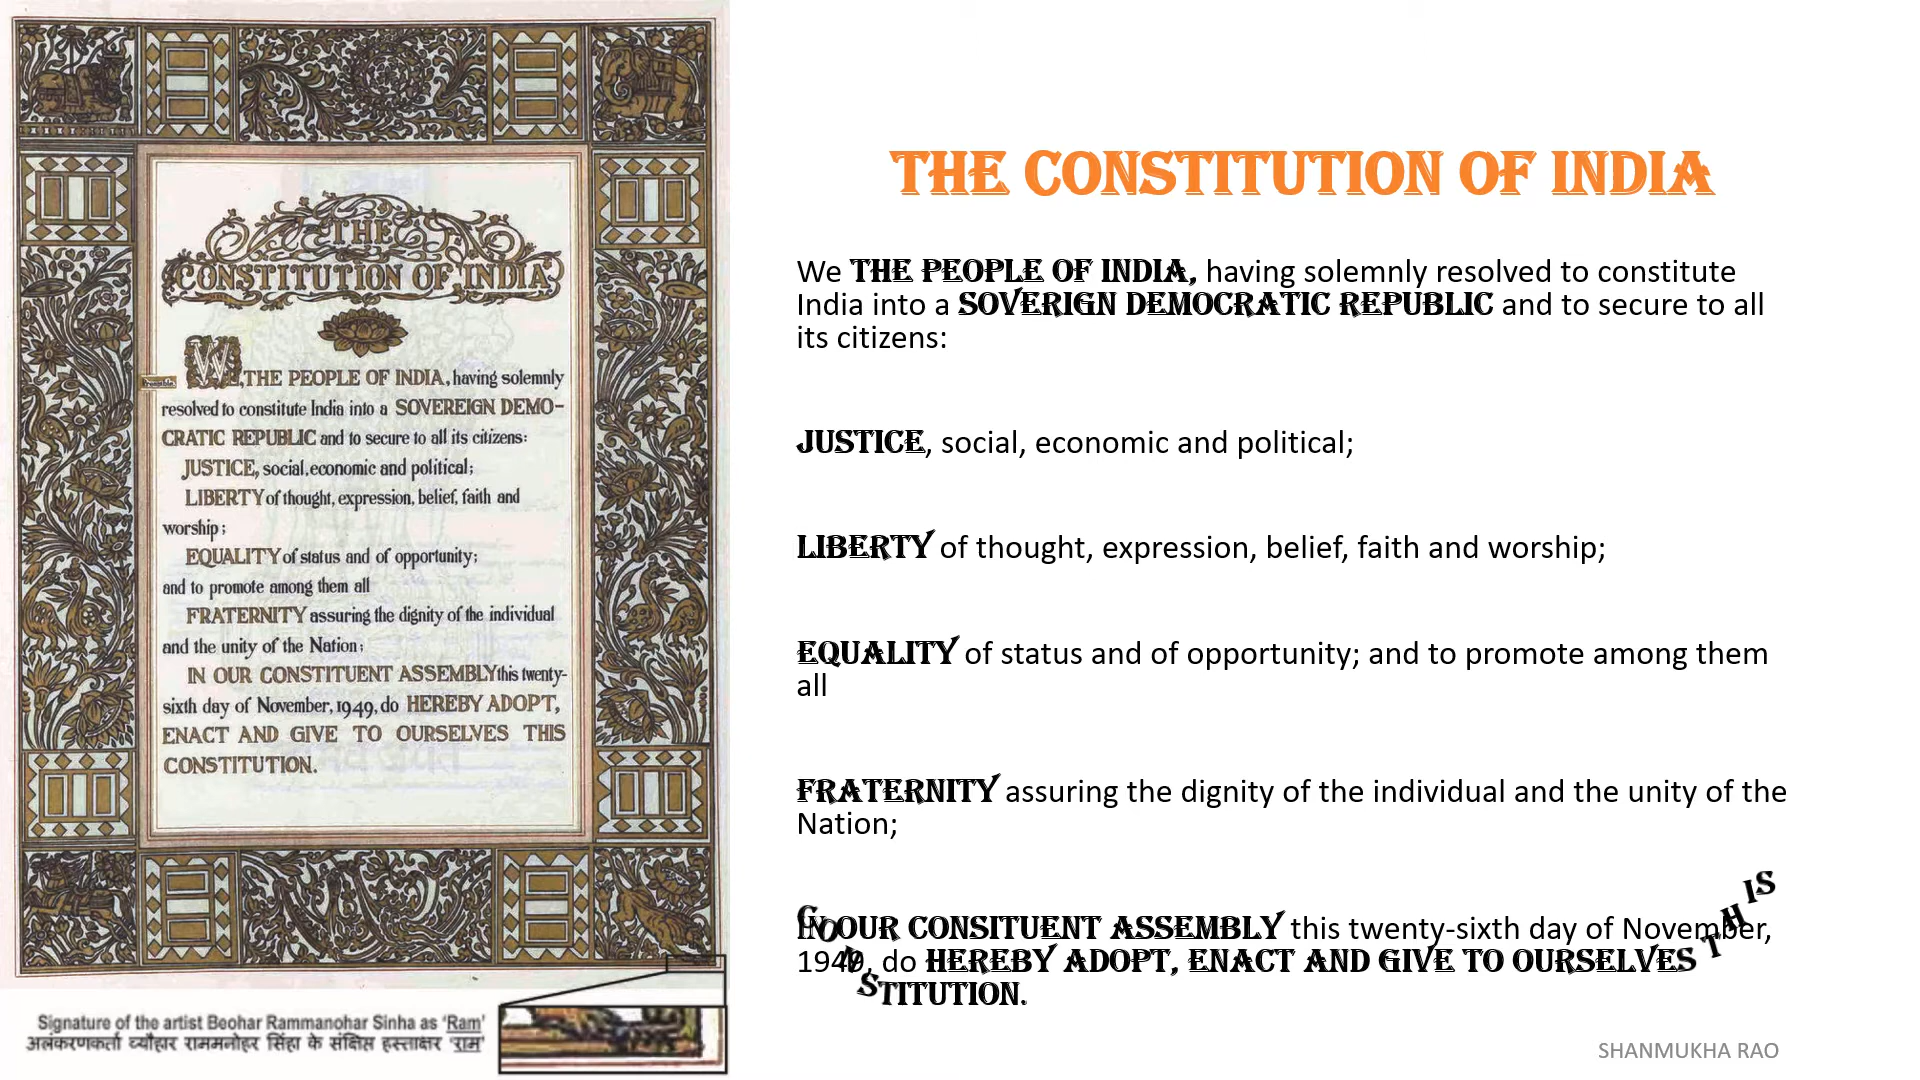 THE
CONSTITUTION OF INDIA
Preamble
WE, THE PEOPLE OF INDIA, having solemnly
resolved to constitute India into a SOVEREIGN DEMO-
CRATIC REPUBLIC and to secure to all its citizens:
JUSTICE, social, economic and political;
LIBERTY of thought, expression, belief, faith and
worship;
EQUALITY of status and of opportunity;
and to promote among them all
FRATERNITY assuring the dignity of the individual
and the unity of the Nation;
IN OUR CONSTITUENT ASSEMBLY this twenty-
sixth day of November, 1949, do HEREBY ADOPT,
ENACT AND GIVE TO OURSELVES THIS
CONSTITUTION.
Signature of the artist Beohar Rammanohar Sinha as ‘Ram’
अलंकरणकर्ता ब्यौहार राममनोहर सिंहा के संक्षिप्त हस्ताक्षर ‘राम’
THE CONSTITUTION OF INDIA
We THE PEOPLE OF INDIA, having solemnly resolved to constitute
India into a SOVERIGN DEMOCRATIC REPUBLIC and to secure to all
its citizens:
JUSTICE, social, economic and political;
LIBERTY of thought, expression, belief, faith and worship;
EQUALITY of status and of opportunity; and to promote among them
all
FRATERNITY assuring the dignity of the individual and the unity of the
Nation;
IN OUR CONSITUENT ASSEMBLY this twenty-sixth day of November,
1949, do HEREBY ADOPT, ENACT AND GIVE TO OURSELVES THIS
CONSTITUTION.
SHANMUKHA RAO